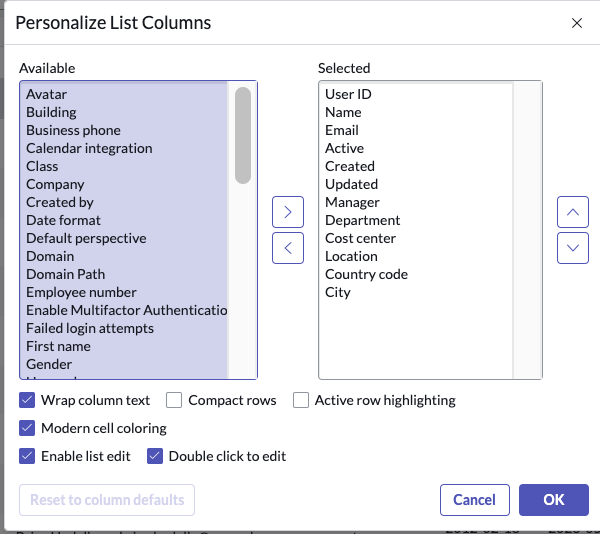 Personalize List Columns
Available
Avatar
Building
Business phone
Calendar integration
Class
Company
Created by
Date format
Default perspective
Domain
Domain Path
Employee number
Enable Multifactor Authenticatio
Failed login attempts
First name
Gender
Selected
User ID
Name
Email
Active
Created
Updated
Manager
Department
Cost center
Location
Country code
City
Wrap column text Compact rows Active row highlighting
Modern cell coloring
Enable list edit Double click to edit
Reset to column defaults Cancel OK